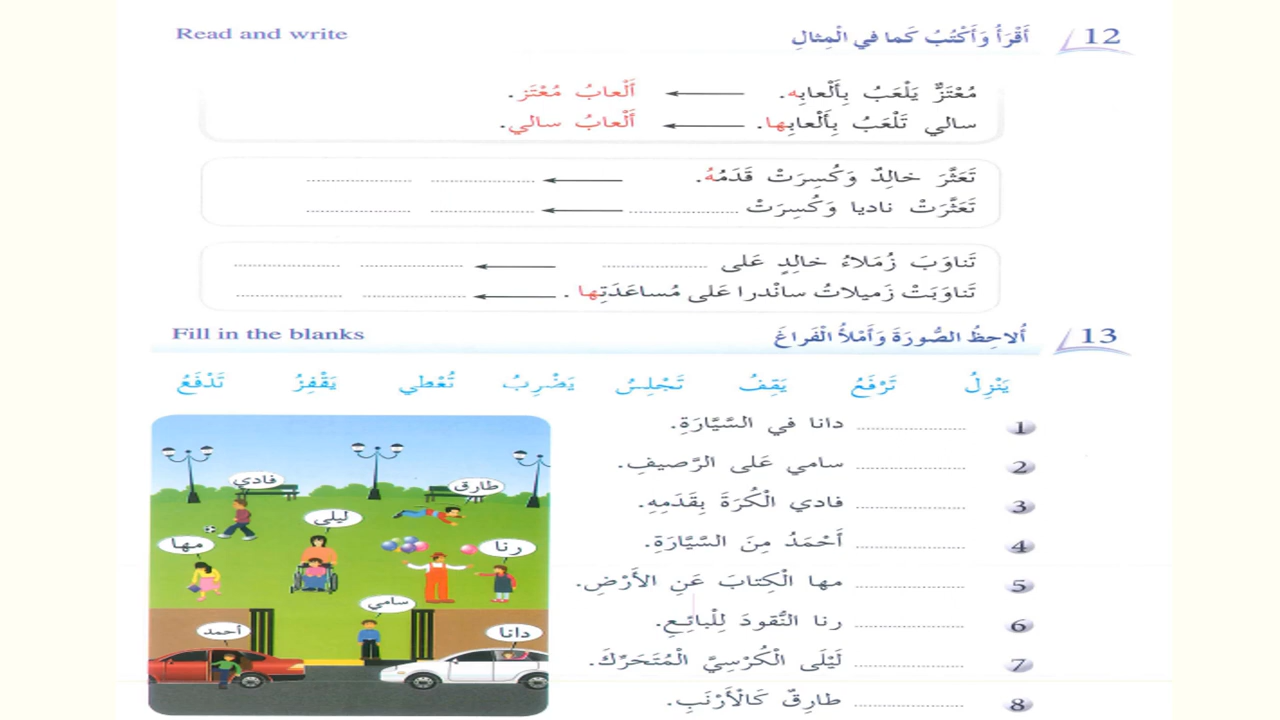 12 أَقْرَأُ وَأَكْتُبُ كَما في الْمِثالِ Read and write
مُعْتَزٌّ يَلْعَبُ بِأَلْعابِه. ← أَلْعابُ مُعْتَز.
سالي تَلْعَبُ بِأَلْعابِها. ← أَلْعابُ سالي.
تَعَثَّرَ خالِدٌ وَكُسِرَتْ قَدَمُهُ. ← .................... ....................
تَعَثَّرَتْ ناديا وَكُسِرَتْ .................... ← .................... ....................
تَناوَبَ زُمَلاءُ خالِدٍ عَلى .................... ← .................... ....................
تَناوَبَتْ زَميلاتُ سانْدرا عَلى مُساعَدَتِها . ← .................... ....................
13 أُلاحِظُ الصُّورَةَ وَأَمْلأُ الْفَراغَ Fill in the blanks
يَنْزِلُ تَرْفَعُ يَقِفُ تَجْلِسُ يَضْرِبُ تُعْطي يَقْفِزُ تَدْفَعُ
1 .................... دانا في السَّيَّارَةِ.
2 .................... سامي عَلى الرَّصيفِ.
3 .................... فادي الْكُرَةَ بِقَدَمِهِ.
4 .................... أَحْمَدُ مِنَ السَّيَّارَةِ.
5 .................... مها الْكِتابَ عَنِ الأَرْضِ.
6 .................... رنا النُّقودَ لِلْبائِعِ.
7 .................... لَيْلَى الْكُرْسِيَّ الْمُتَحَرِّكَ.
8 .................... طارِقٌ كَالْأَرْنَبِ.
فادي
طارق
ليلى
مها
رنا
سامي
أحمد
دانا